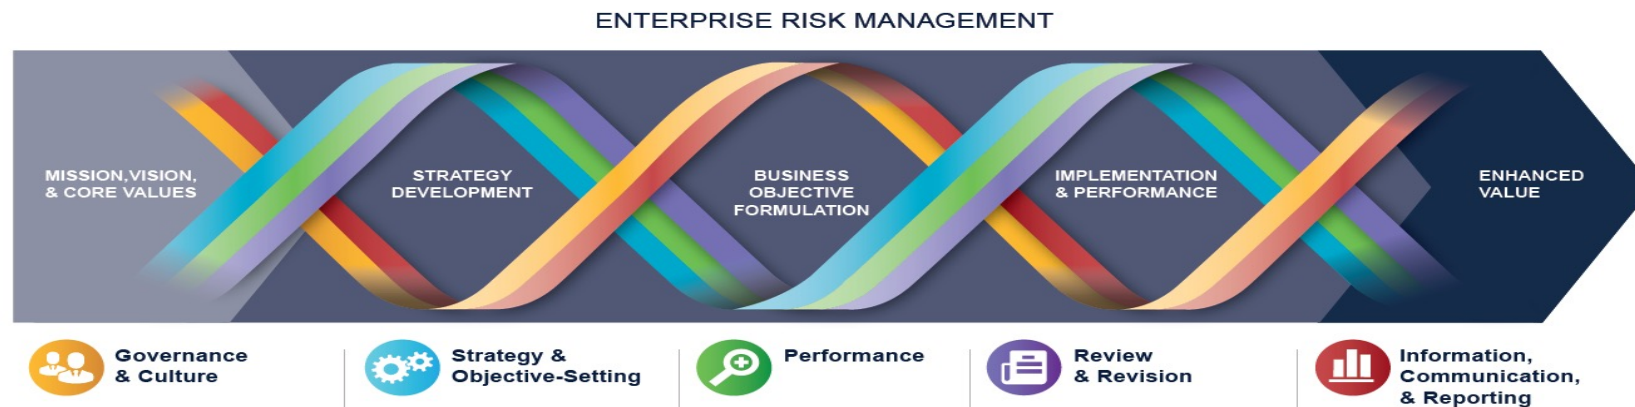 ENTERPRISE RISK MANAGEMENT
MISSION,VISION,
& CORE VALUES
STRATEGY
DEVELOPMENT
BUSINESS
OBJECTIVE
FORMULATION
IMPLEMENTATION
& PERFORMANCE
ENHANCED
VALUE
Governance
& Culture
Strategy &
Objective-Setting
Performance
Review
& Revision
Information,
Communication,
& Reporting